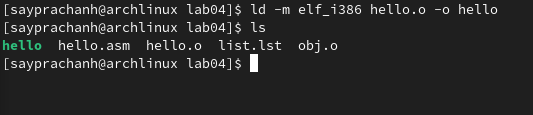 [sayprachanh@archlinux lab04]$ ld -m elf_i386 hello.o -o hello
[sayprachanh@archlinux lab04]$ ls
hello  hello.asm  hello.o  list.lst  obj.o
[sayprachanh@archlinux lab04]$